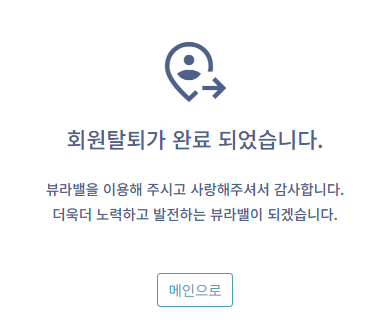 회원탈퇴가 완료 되었습니다.
뷰라밸을 이용해 주시고 사랑해주셔서 감사합니다.
더욱더 노력하고 발전하는 뷰라밸이 되겠습니다.
메인으로